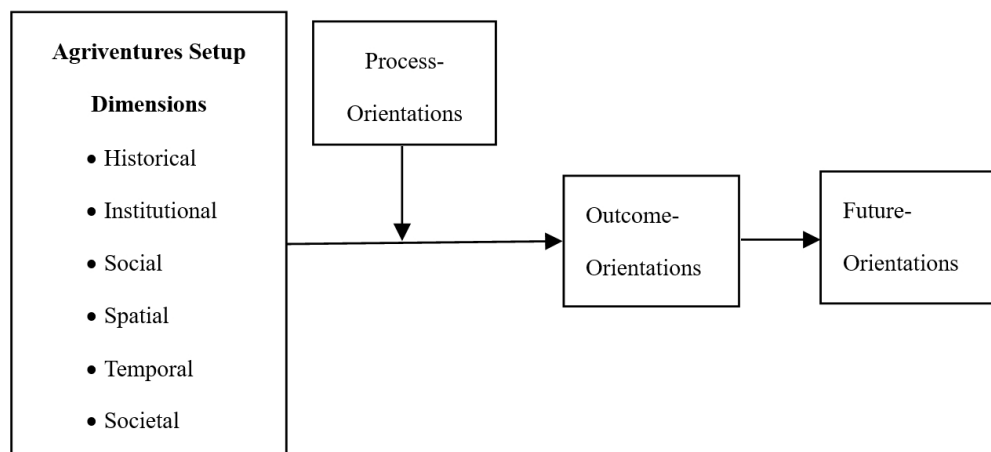 Agriventures Setup
Dimensions
• Historical
• Institutional
• Social
• Spatial
• Temporal
• Societal
Process-
Orientations
Outcome-
Orientations
Future-
Orientations